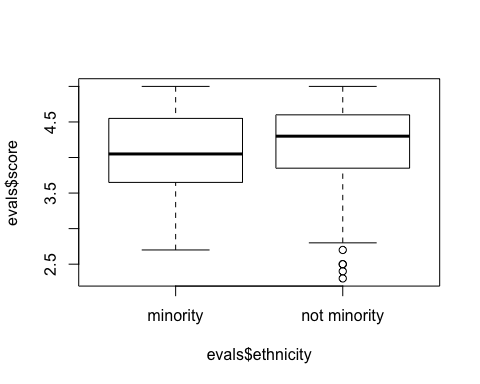 evals$score
4.5
3.5
2.5
minority
not minority
evals$ethnicity